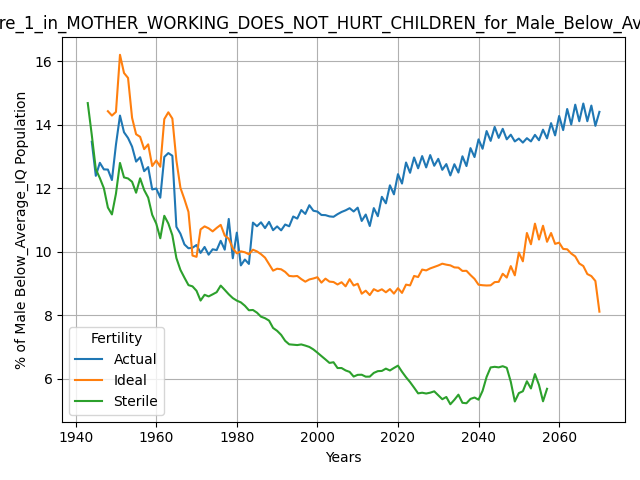 re_1_in_MOTHER_WORKING_DOES_NOT_HURT_CHILDREN_for_Male_Below_Av
% of Male Below_Average_IQ Population
16
14
12
10
8
6
Fertility
Actual
Ideal
Sterile
1940
1960
1980
2000
2020
2040
2060
Years